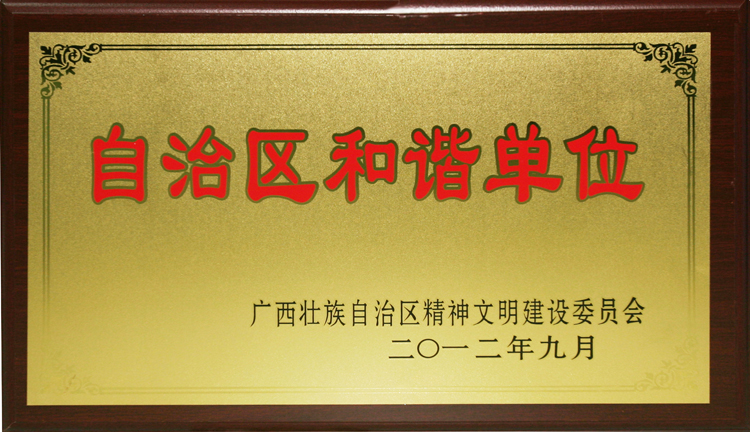 自治区和谐单位
广西壮族自治区精神文明建设委员会
二〇一二年九月